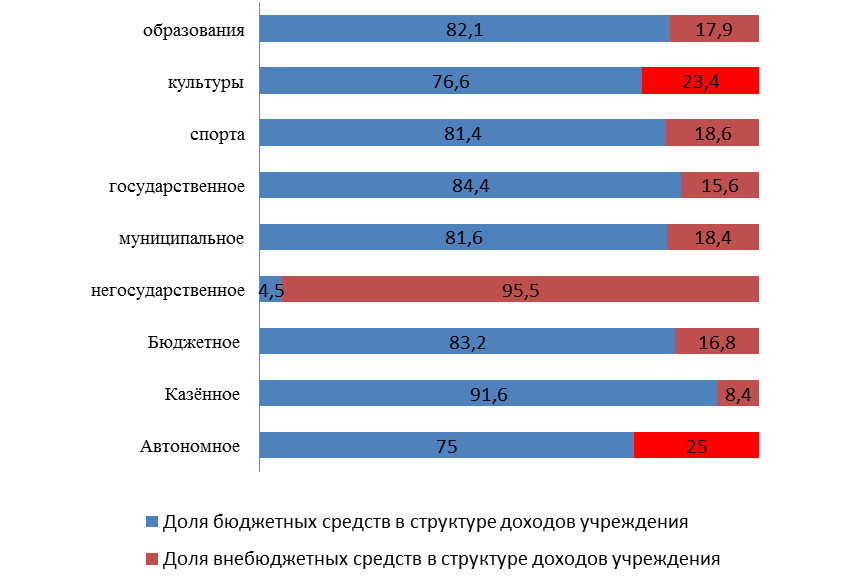 образования 82,1 17,9
культуры 76,6 23,4
спорта 81,4 18,6
государственное 84,4 15,6
муниципальное 81,6 18,4
негосударственное 4,5 95,5
Бюджетное 83,2 16,8
Казённое 91,6 8,4
Автономное 75 25
Доля бюджетных средств в структуре доходов учреждения
Доля внебюджетных средств в структуре доходов учреждения